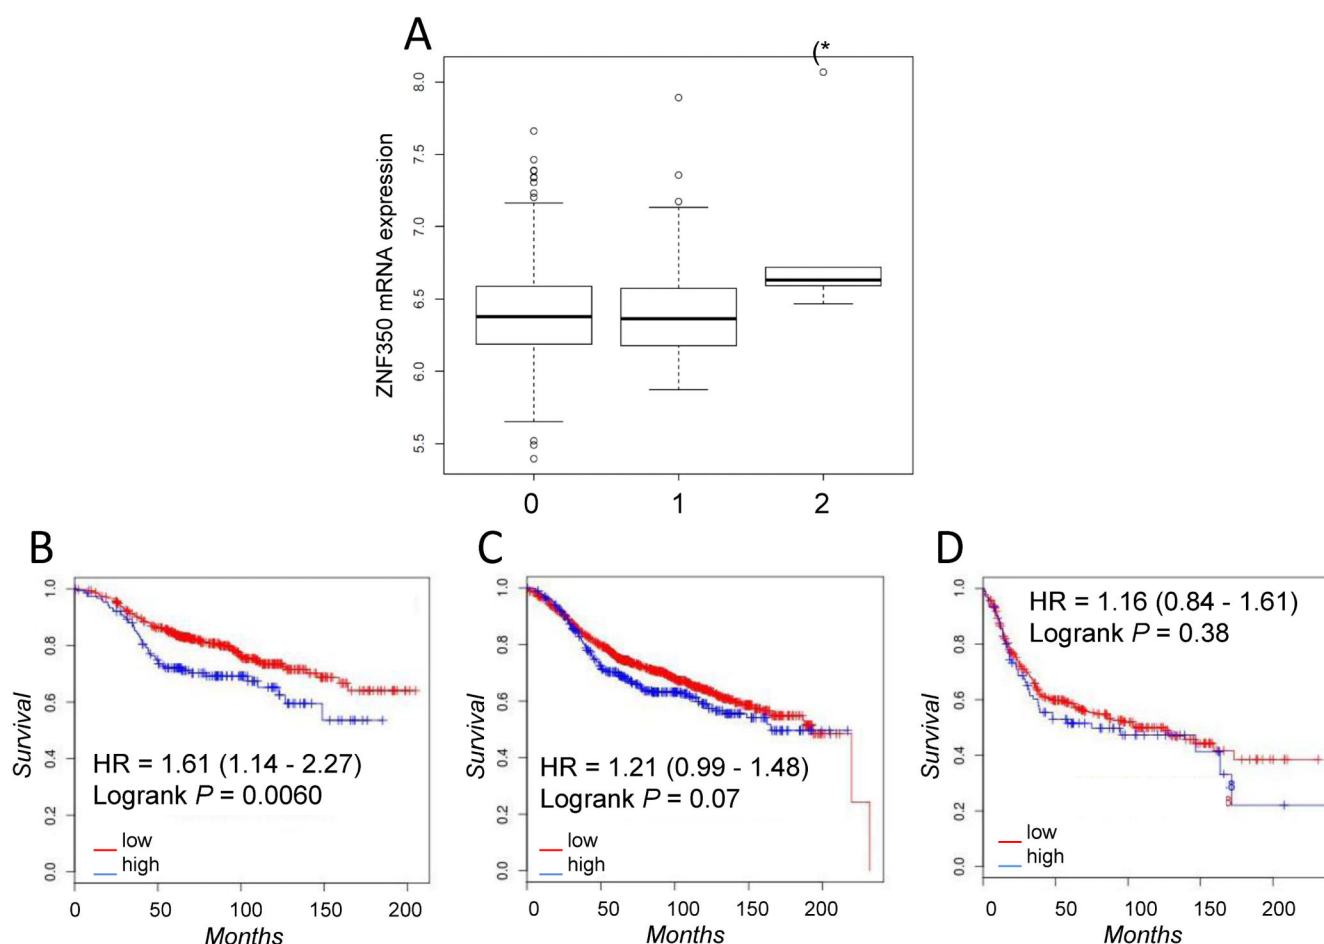 A
(*
ZNF350 mRNA expression
8.0
7.5
7.0
6.5
6.0
5.5
0 1 2
B
Survival
1.0
0.8
0.6
0.4
0.2
0.0
HR = 1.61 (1.14 - 2.27)
Logrank P = 0.0060
low
high
0 50 100 150 200
Months
C
Survival
1.0
0.8
0.6
0.4
0.2
0.0
HR = 1.21 (0.99 - 1.48)
Logrank P = 0.07
low
high
0 50 100 150 200
Months
D
Survival
1.0
0.8
0.6
0.4
0.2
0.0
HR = 1.16 (0.84 - 1.61)
Logrank P = 0.38
low
high
0 50 100 150 200
Months